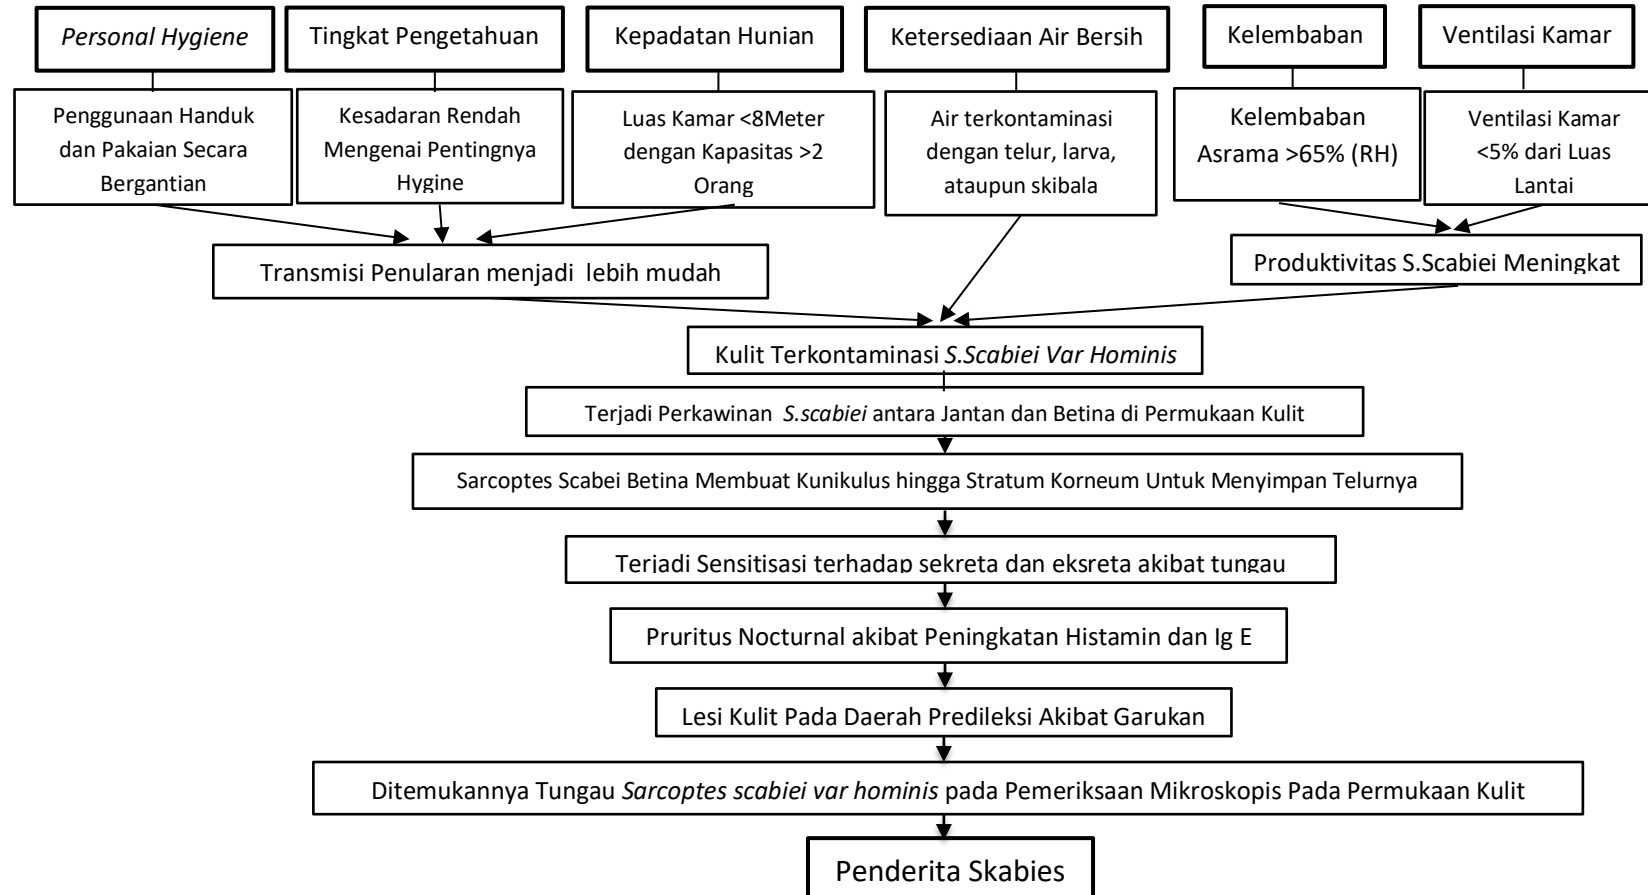 Personal Hygiene
Tingkat Pengetahuan
Kepadatan Hunian
Ketersediaan Air Bersih
Kelembaban
Ventilasi Kamar
Penggunaan Handuk
dan Pakaian Secara
Bergantian
Kesadaran Rendah
Mengenai Pentingnya
Hygine
Luas Kamar <8Meter
dengan Kapasitas >2
Orang
Air terkontaminasi
dengan telur, larva,
ataupun skibala
Kelembaban
Asrama >65% (RH)
Ventilasi Kamar
<5% dari Luas
Lantai
Transmisi Penularan menjadi lebih mudah
Produktivitas S.Scabiei Meningkat
Kulit Terkontaminasi S.Scabiei Var Hominis
Terjadi Perkawinan S.scabiei antara Jantan dan Betina di Permukaan Kulit
Sarcoptes Scabei Betina Membuat Kunikulus hingga Stratum Korneum Untuk Menyimpan Telurnya
Terjadi Sensitisasi terhadap sekreta dan eksreta akibat tungau
Pruritus Nocturnal akibat Peningkatan Histamin dan Ig E
Lesi Kulit Pada Daerah Predileksi Akibat Garukan
Ditemukannya Tungau Sarcoptes scabiei var hominis pada Pemeriksaan Mikroskopis Pada Permukaan Kulit
Penderita Skabies